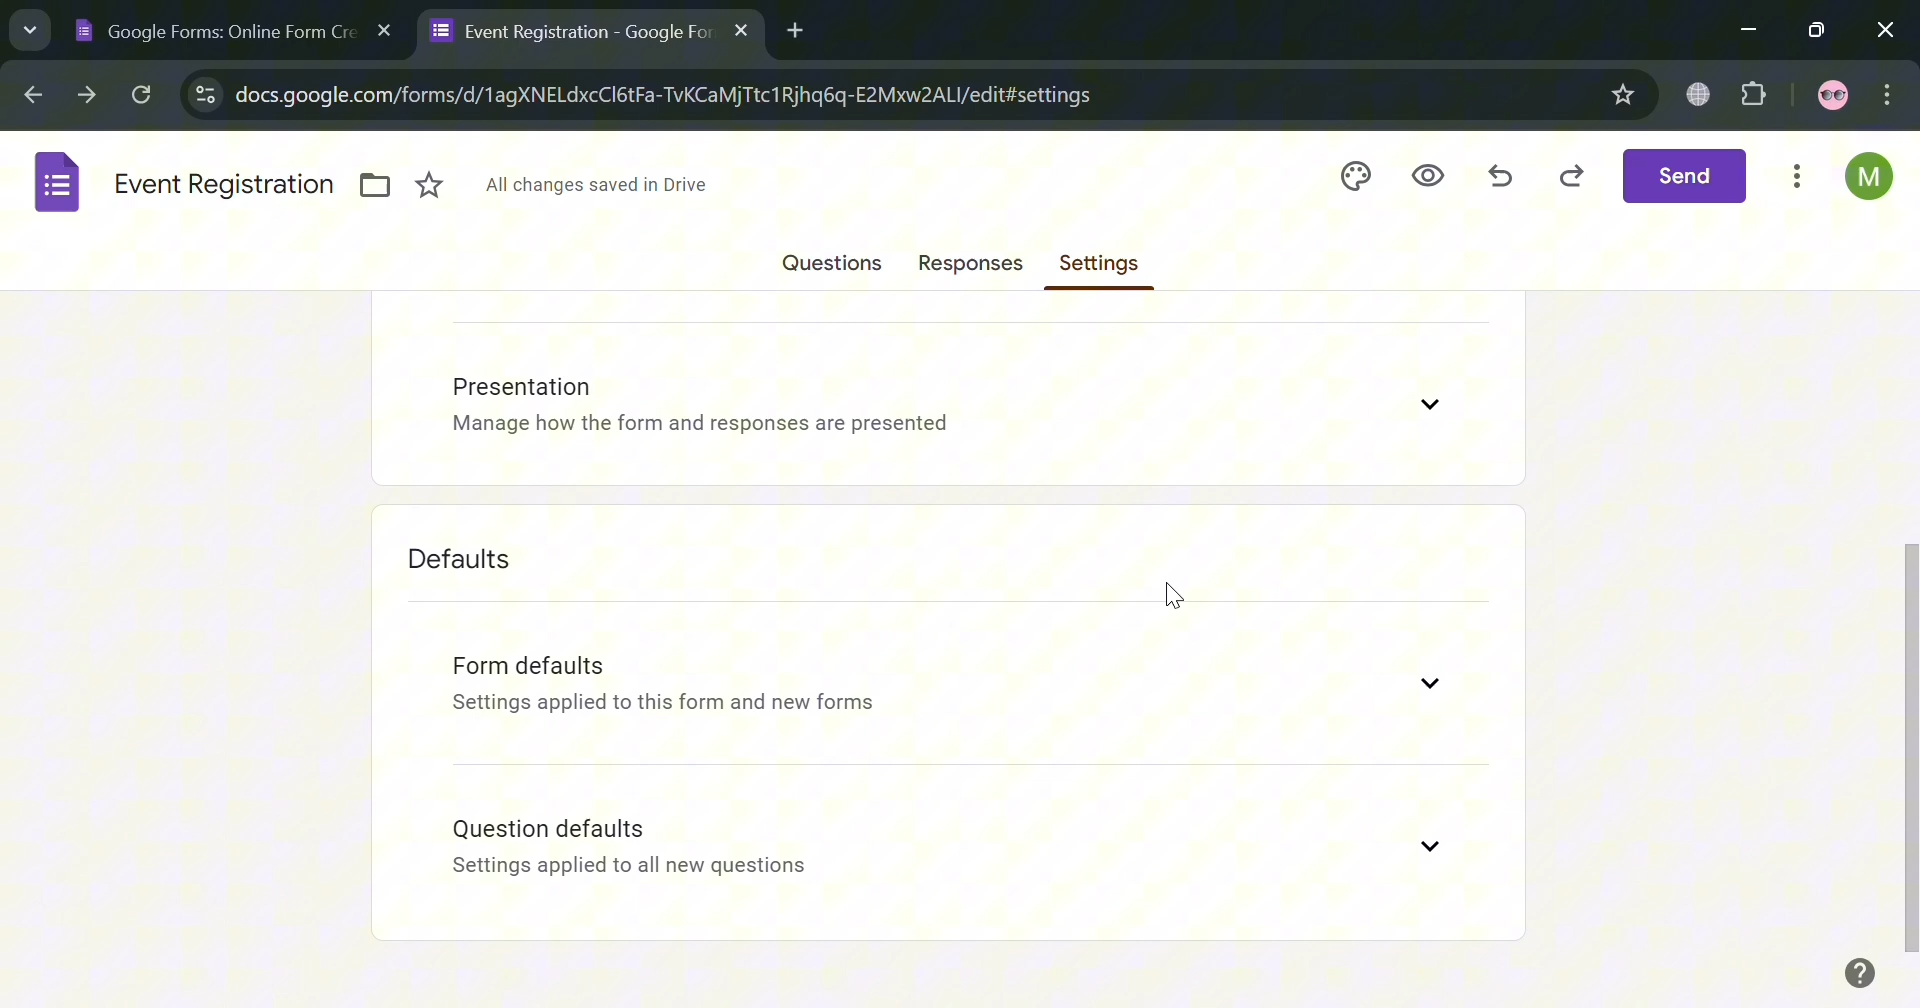 Google Forms: Online Form Cre
Event Registration - Google For
docs.google.com/forms/d/1agXNELdxcCl6tFa-TvKCaMjTtc1Rjhq6q-E2Mxw2ALI/edit#settings
Event Registration
All changes saved in Drive
Send
M
Questions
Responses
Settings
Presentation
Manage how the form and responses are presented
Defaults
Form defaults
Settings applied to this form and new forms
Question defaults
Settings applied to all new questions